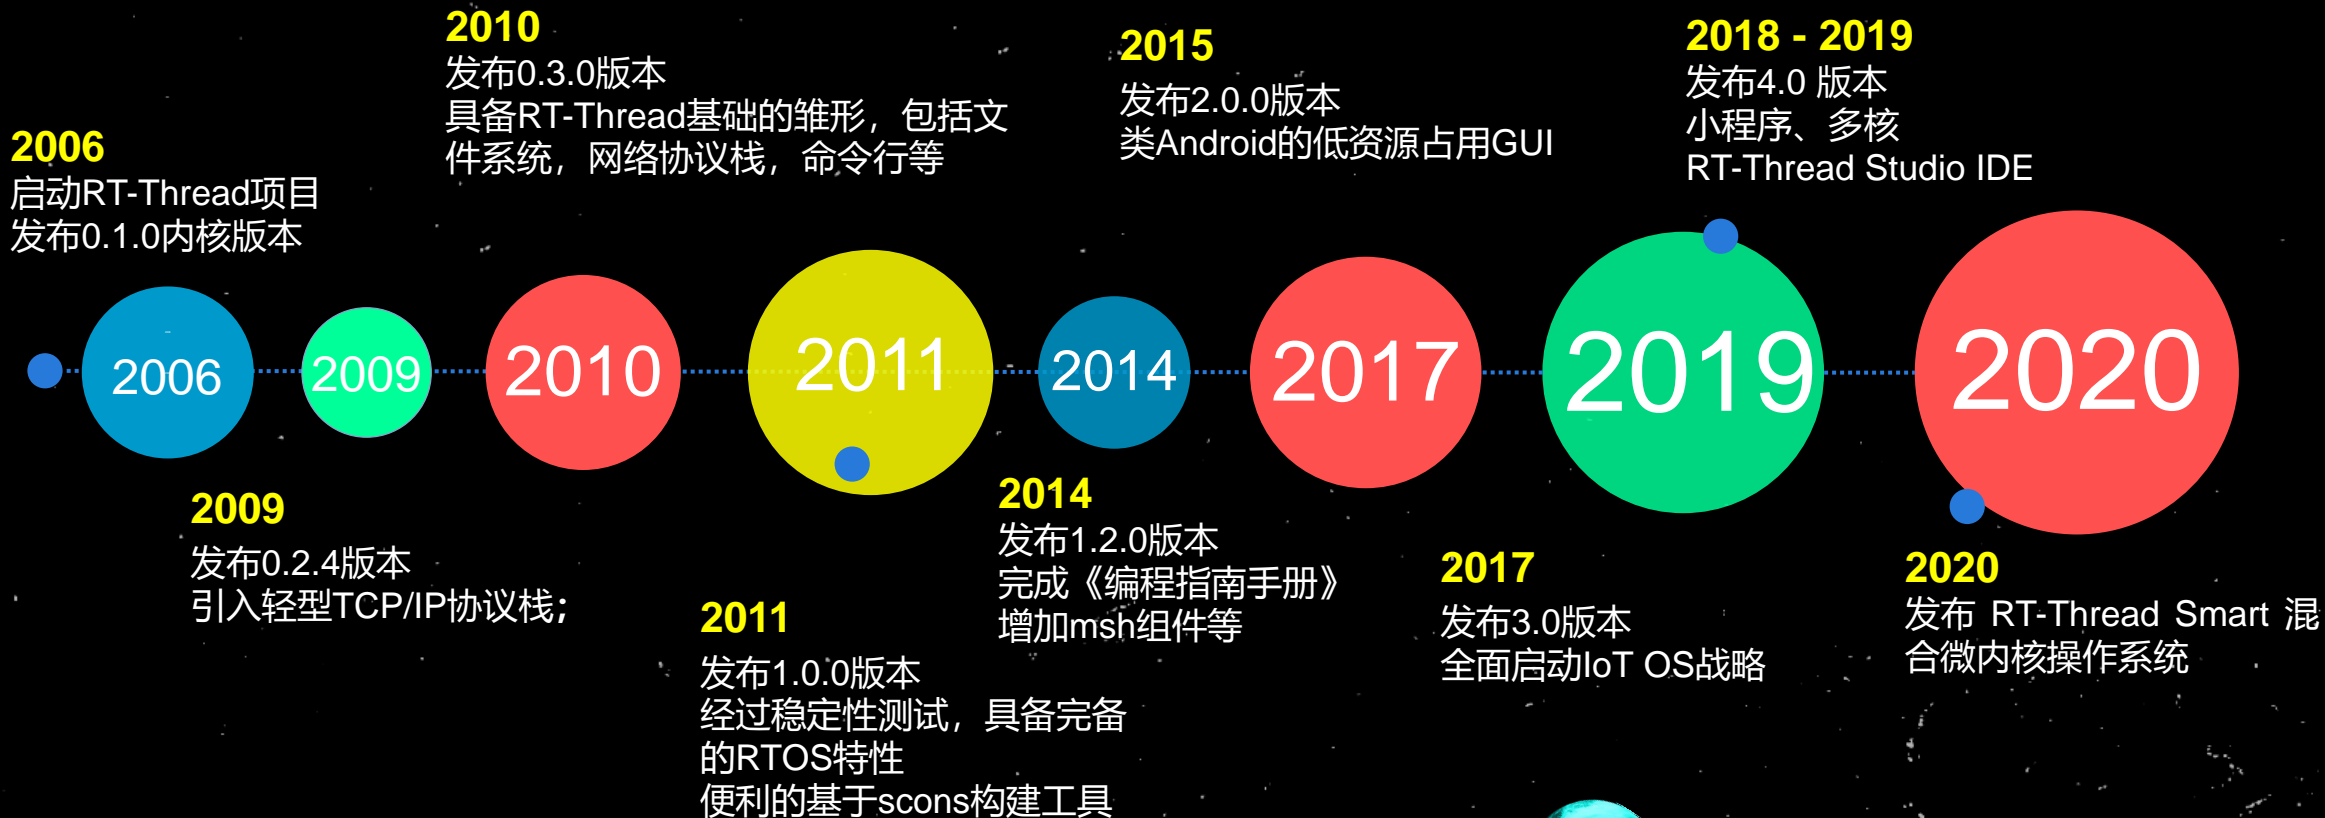 2006
启动RT-Thread项目
发布0.1.0内核版本
2010
发布0.3.0版本
具备RT-Thread基础的雏形，包括文
件系统，网络协议栈，命令行等
2015
发布2.0.0版本
类Android的低资源占用GUI
2018 - 2019
发布4.0 版本
小程序、多核
RT-Thread Studio IDE
2006
2009
2010
2011
2014
2017
2019
2020
2009
发布0.2.4版本
引入轻型TCP/IP协议栈；
2011
发布1.0.0版本
经过稳定性测试，具备完备
的RTOS特性
便利的基于scons构建工具
2014
发布1.2.0版本
完成《编程指南手册》
增加msh组件等
2017
发布3.0版本
全面启动IoT OS战略
2020
发布 RT-Thread Smart 混
合微内核操作系统